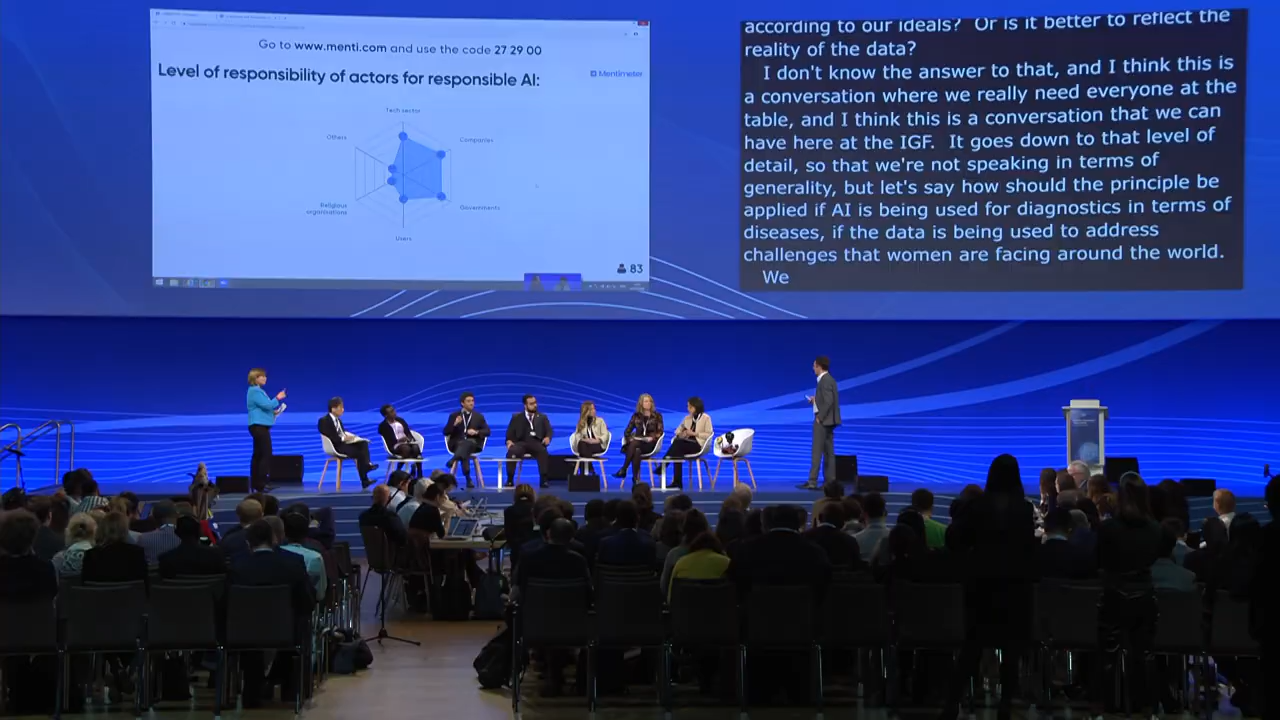 Go to www.menti.com and use the code 27 29 00
Level of responsibility of actors for responsible AI:
Mentimeter
Tech sector
Others
Companies
Religious
organisations
Governments
Users
83
according to our ideals? Or is it better to reflect the
reality of the data?
I don't know the answer to that, and I think this is
a conversation where we really need everyone at the
table, and I think this is a conversation that we can
have here at the IGF. It goes down to that level of
detail, so that we're not speaking in terms of
generality, but let's say how should the principle be
applied if AI is being used for diagnostics in terms of
diseases, if the data is being used to address
challenges that women are facing around the world.
We